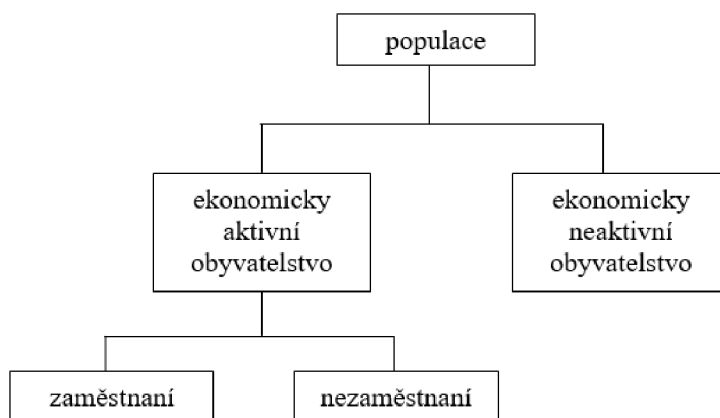 populace
ekonomicky
aktivní
obyvatelstvo
ekonomicky
neaktivní
obyvatelstvo
zaměstnaní
nezaměstnaní